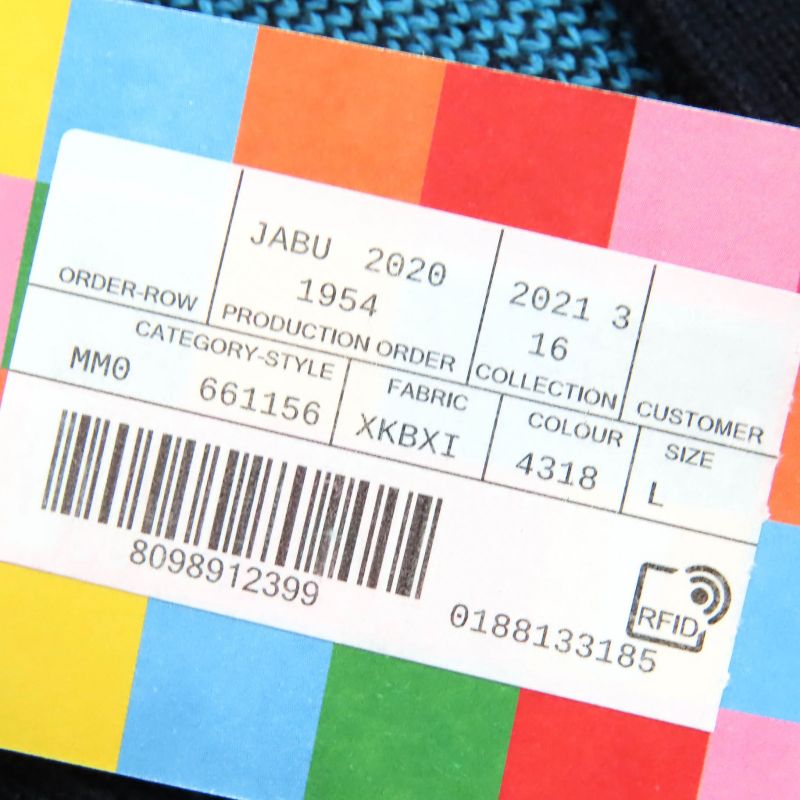 JABU 2020
1954
2021 3
16
ORDER-ROW
PRODUCTION ORDER
COLLECTION
CUSTOMER
CATEGORY-STYLE
MM0 661156
FABRIC
XKBXI
COLOUR
4318
SIZE
L
8098912399
0188133185
RFID